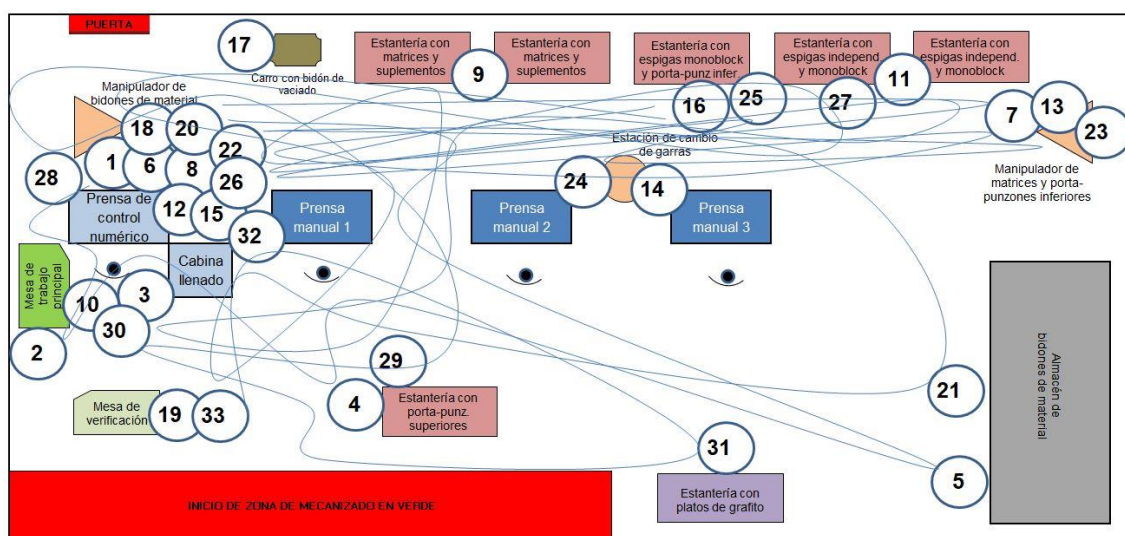 PUERTA
17
Carro con bidón de
vaciado
Estantería con
matrices y
suplementos
9
Estantería con
matrices y
suplementos
Estantería con
espigas monoblock
y porta-punz infer.
16
25
Estantería con
espigas independ.
y monoblock
27
11
Estantería con
espigas independ.
y monoblock
7
13
23
Manipulador de
matrices y porta-
punzones inferiores
Manipulador de
bidones de material
18
20
22
1
6
8
26
28
12
15
32
Prensa de
control
numérico
Cabina
llenado
Prensa
manual 1
Estación de cambio
de garras
24
14
Prensa
manual 2
Prensa
manual 3
Mesa de
trabajo
principal
10
3
30
2
29
4
Estantería con
porta-punz.
superiores
Mesa de
verificación
19
33
21
5
31
Estantería con
platos de grafito
Almacén de
bidones de material
INICIO DE ZONA DE MECANIZADO EN VERDE